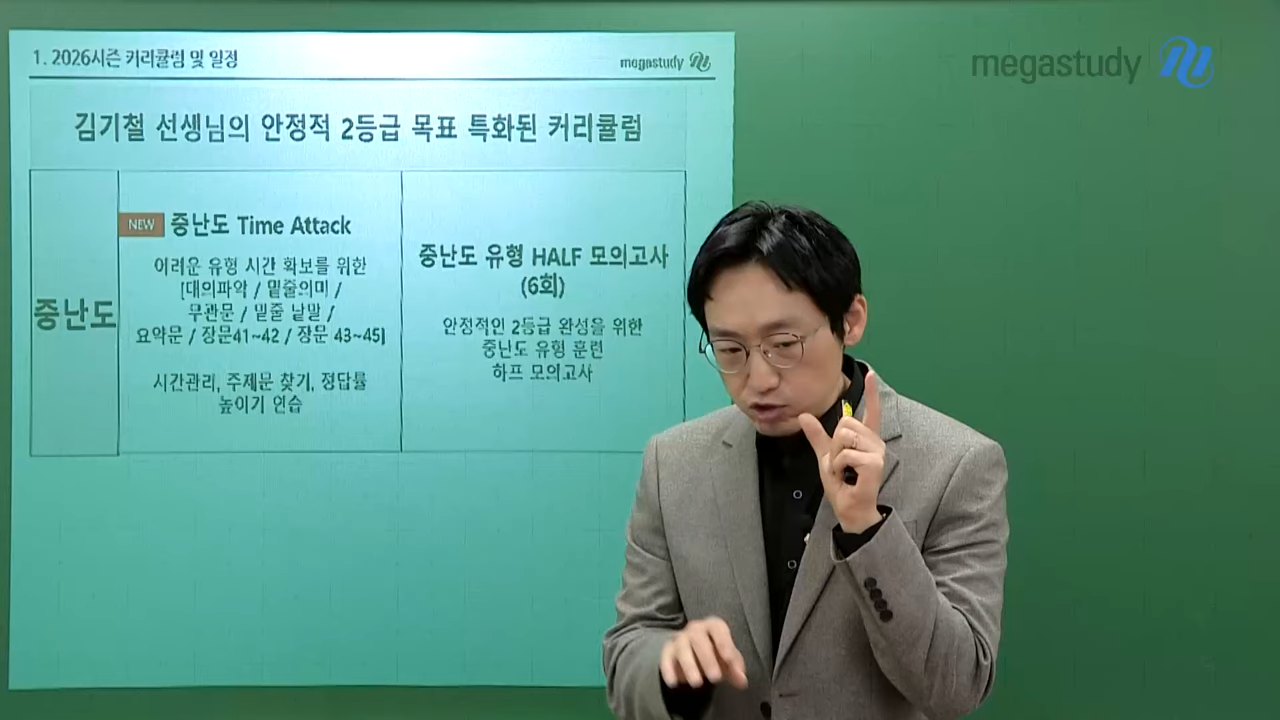 1. 2026시즌 커리큘럼 및 일정
megastudy
megastudy
김기철 선생님의 안정적 2등급 목표 특화된 커리큘럼
중난도
NEW 중난도 Time Attack
어려운 유형 시간 확보를 위한
[대의파악 / 밑줄의미 /
무관문 / 밑줄 낱말 /
요약문 / 장문41~42 / 장문 43~45]
시간관리, 주제문 찾기, 정답률
높이기 연습
중난도 유형 HALF 모의고사
(6회)
안정적인 2등급 완성을 위한
중난도 유형 훈련
하프 모의고사